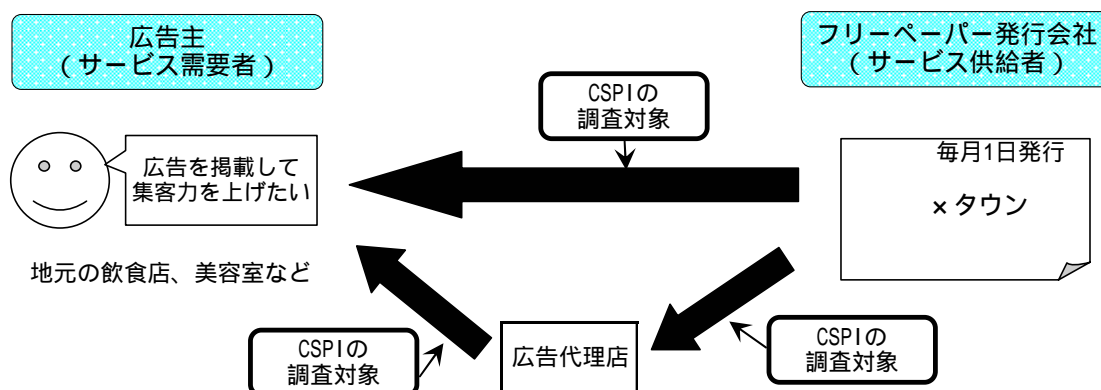 広告主
(サービス需要者)
フリーペーパー発行会社
(サービス供給者)
CSPIの
調査対象
広告を掲載して
集客力を上げたい
毎月1日発行
×タウン
地元の飲食店、美容室など
CSPIの
調査対象
広告代理店
CSPIの
調査対象